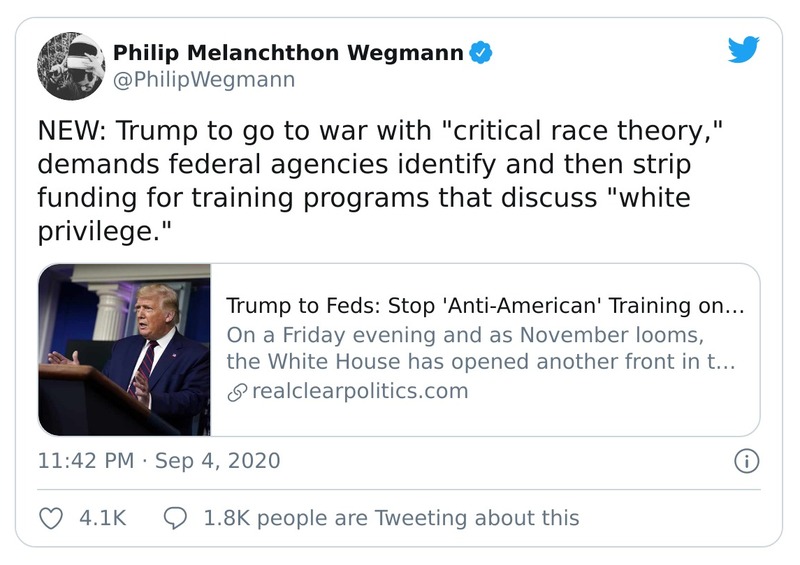 Philip Melanchthon Wegmann
@PhilipWegmann
NEW: Trump to go to war with "critical race theory,"
demands federal agencies identify and then strip
funding for training programs that discuss "white
privilege."
Trump to Feds: Stop 'Anti-American' Training on…
On a Friday evening and as November looms,
the White House has opened another front in t…
realclearpolitics.com
11:42 PM · Sep 4, 2020
4.1K
1.8K people are Tweeting about this